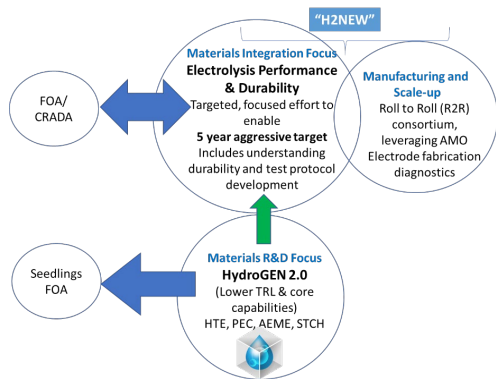 “H2NEW”
Materials Integration Focus
Electrolysis Performance
& Durability
Targeted, focused effort to
enable
5 year aggressive target
Includes understanding
durability and test protocol
development
Manufacturing and
Scale-up
Roll to Roll (R2R)
consortium,
leveraging AMO
Electrode fabrication
diagnostics
FOA/
CRADA
Materials R&D Focus
HydroGEN 2.0
(Lower TRL & core
capabilities)
HTE, PEC, AEME, STCH
Seedlings
FOA